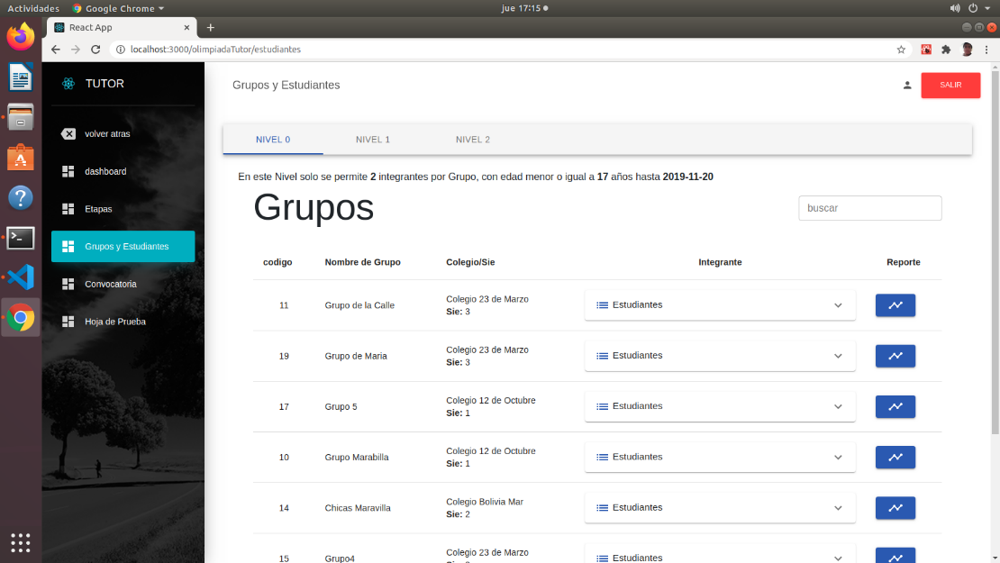 Actividades Google Chrome jue 17:15
React App
localhost:3000/olimpiadaTutor/estudiantes
TUTOR
volver atras
dashboard
Etapas
Grupos y Estudiantes
Convocatoria
Hoja de Prueba
Grupos y Estudiantes
SALIR
NIVEL 0 NIVEL 1 NIVEL 2
En este Nivel solo se permite 2 integrantes por Grupo, con edad menor o igual a 17 años hasta 2019-11-20
Grupos
buscar
codigo Nombre de Grupo Colegio/Sie Integrante Reporte
11 Grupo de la Calle Colegio 23 de Marzo Estudiantes
Sie: 3
19 Grupo de Maria Colegio 23 de Marzo Estudiantes
Sie: 3
17 Grupo 5 Colegio 12 de Octubre Estudiantes
Sie: 1
10 Grupo Marabilla Colegio 12 de Octubre Estudiantes
Sie: 1
14 Chicas Maravilla Colegio Bolivia Mar Estudiantes
Sie: 2
15 Grupo4 Colegio 23 de Marzo Estudiantes